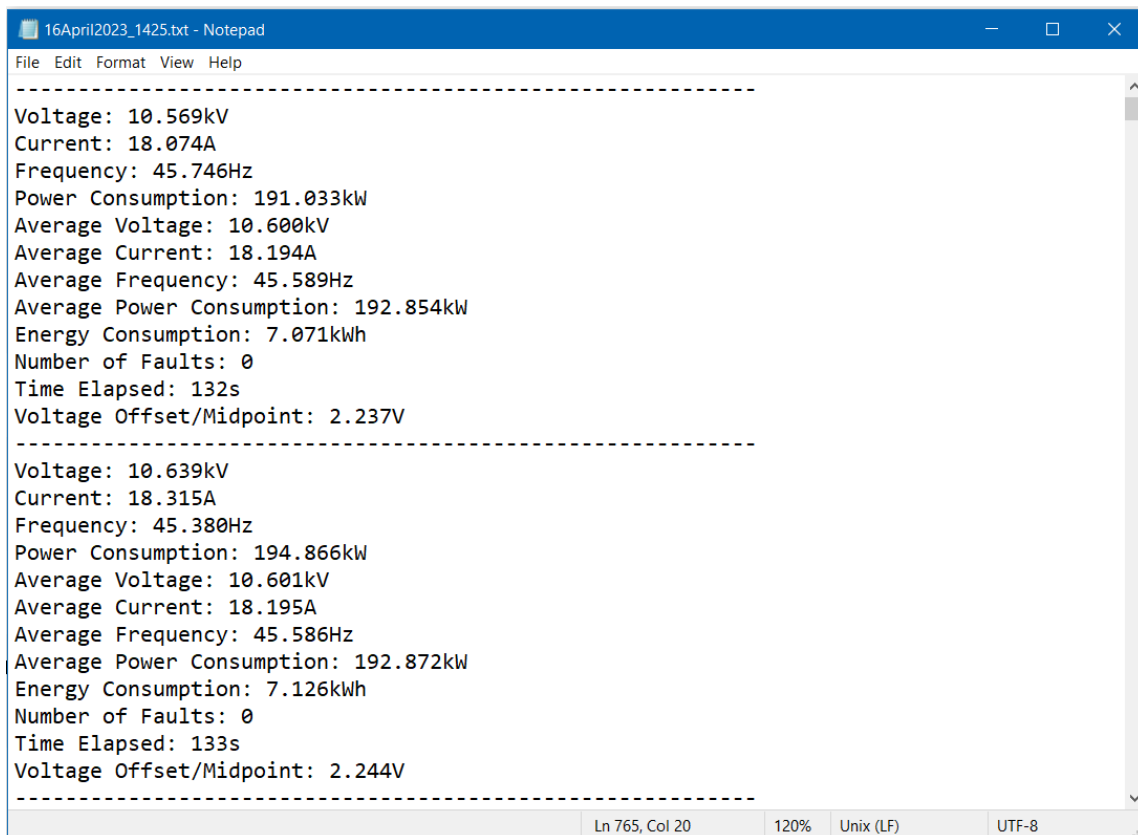 16April2023_1425.txt - Notepad
File Edit Format View Help
-----------------------------------------------------------
Voltage: 10.569kV
Current: 18.074A
Frequency: 45.746Hz
Power Consumption: 191.033kW
Average Voltage: 10.600kV
Average Current: 18.194A
Average Frequency: 45.589Hz
Average Power Consumption: 192.854kW
Energy Consumption: 7.071kWh
Number of Faults: 0
Time Elapsed: 132s
Voltage Offset/Midpoint: 2.237V
-----------------------------------------------------------
Voltage: 10.639kV
Current: 18.315A
Frequency: 45.380Hz
Power Consumption: 194.866kW
Average Voltage: 10.601kV
Average Current: 18.195A
Average Frequency: 45.586Hz
Average Power Consumption: 192.872kW
Energy Consumption: 7.126kWh
Number of Faults: 0
Time Elapsed: 133s
Voltage Offset/Midpoint: 2.244V
-----------------------------------------------------------
Ln 765, Col 20 120% Unix (LF) UTF-8